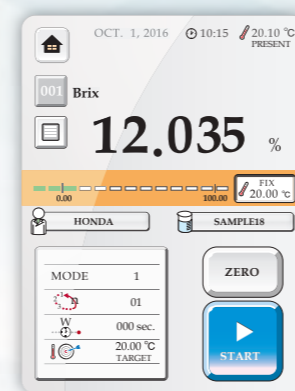 OCT. 1, 2016 10:15 20.10 ℃
PRESENT
001 Brix
12.035 %
0.00 100.00
FIX
20.00 ℃
HONDA SAMPLE18
MODE 1
01
W 000 sec.
20.00 ℃
TARGET
ZERO
START